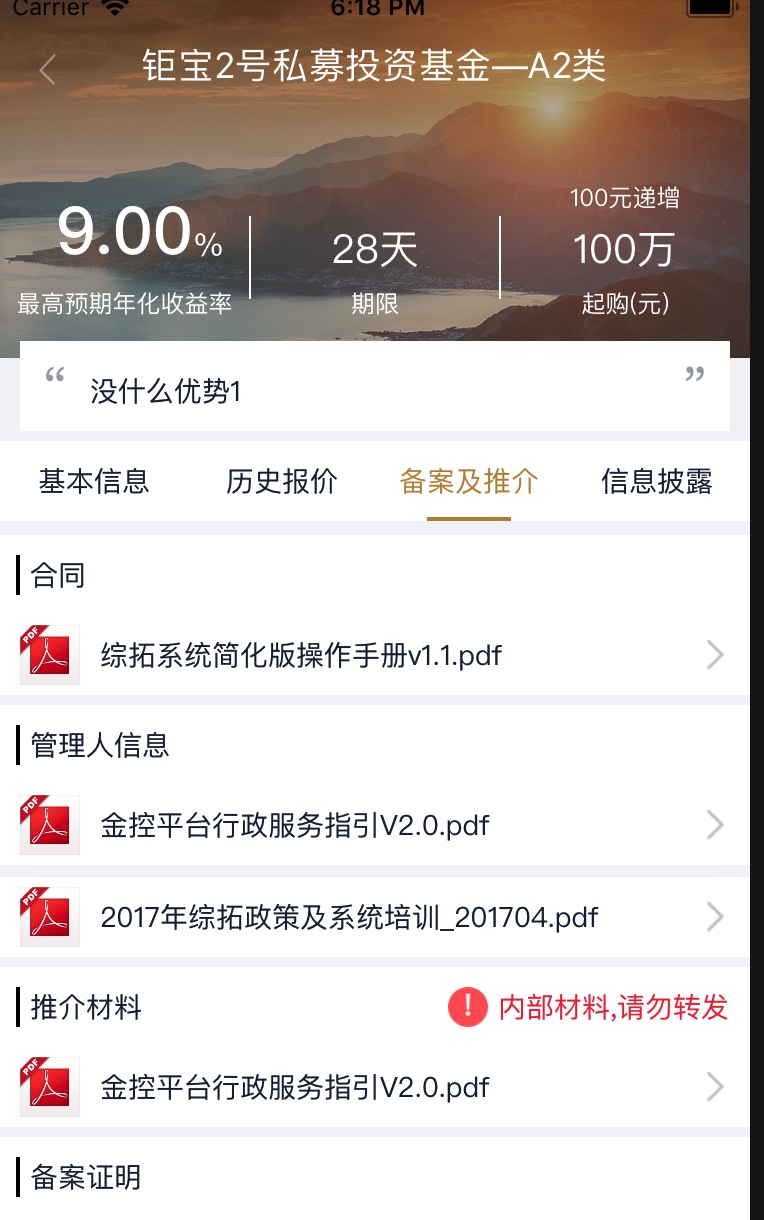 Carrier 6:18 PM
钜宝2号私募投资基金—A2类
100元递增
9.00%
28天
100万
最高预期年化收益率
期限
起购(元)
“ 没什么优势1 ”
基本信息 历史报价 备案及推介 信息披露
合同
PDF
综拓系统简化版操作手册v1.1.pdf
管理人信息
PDF
金控平台行政服务指引V2.0.pdf
PDF
2017年综拓政策及系统培训_201704.pdf
推介材料
! 内部材料,请勿转发
PDF
金控平台行政服务指引V2.0.pdf
备案证明